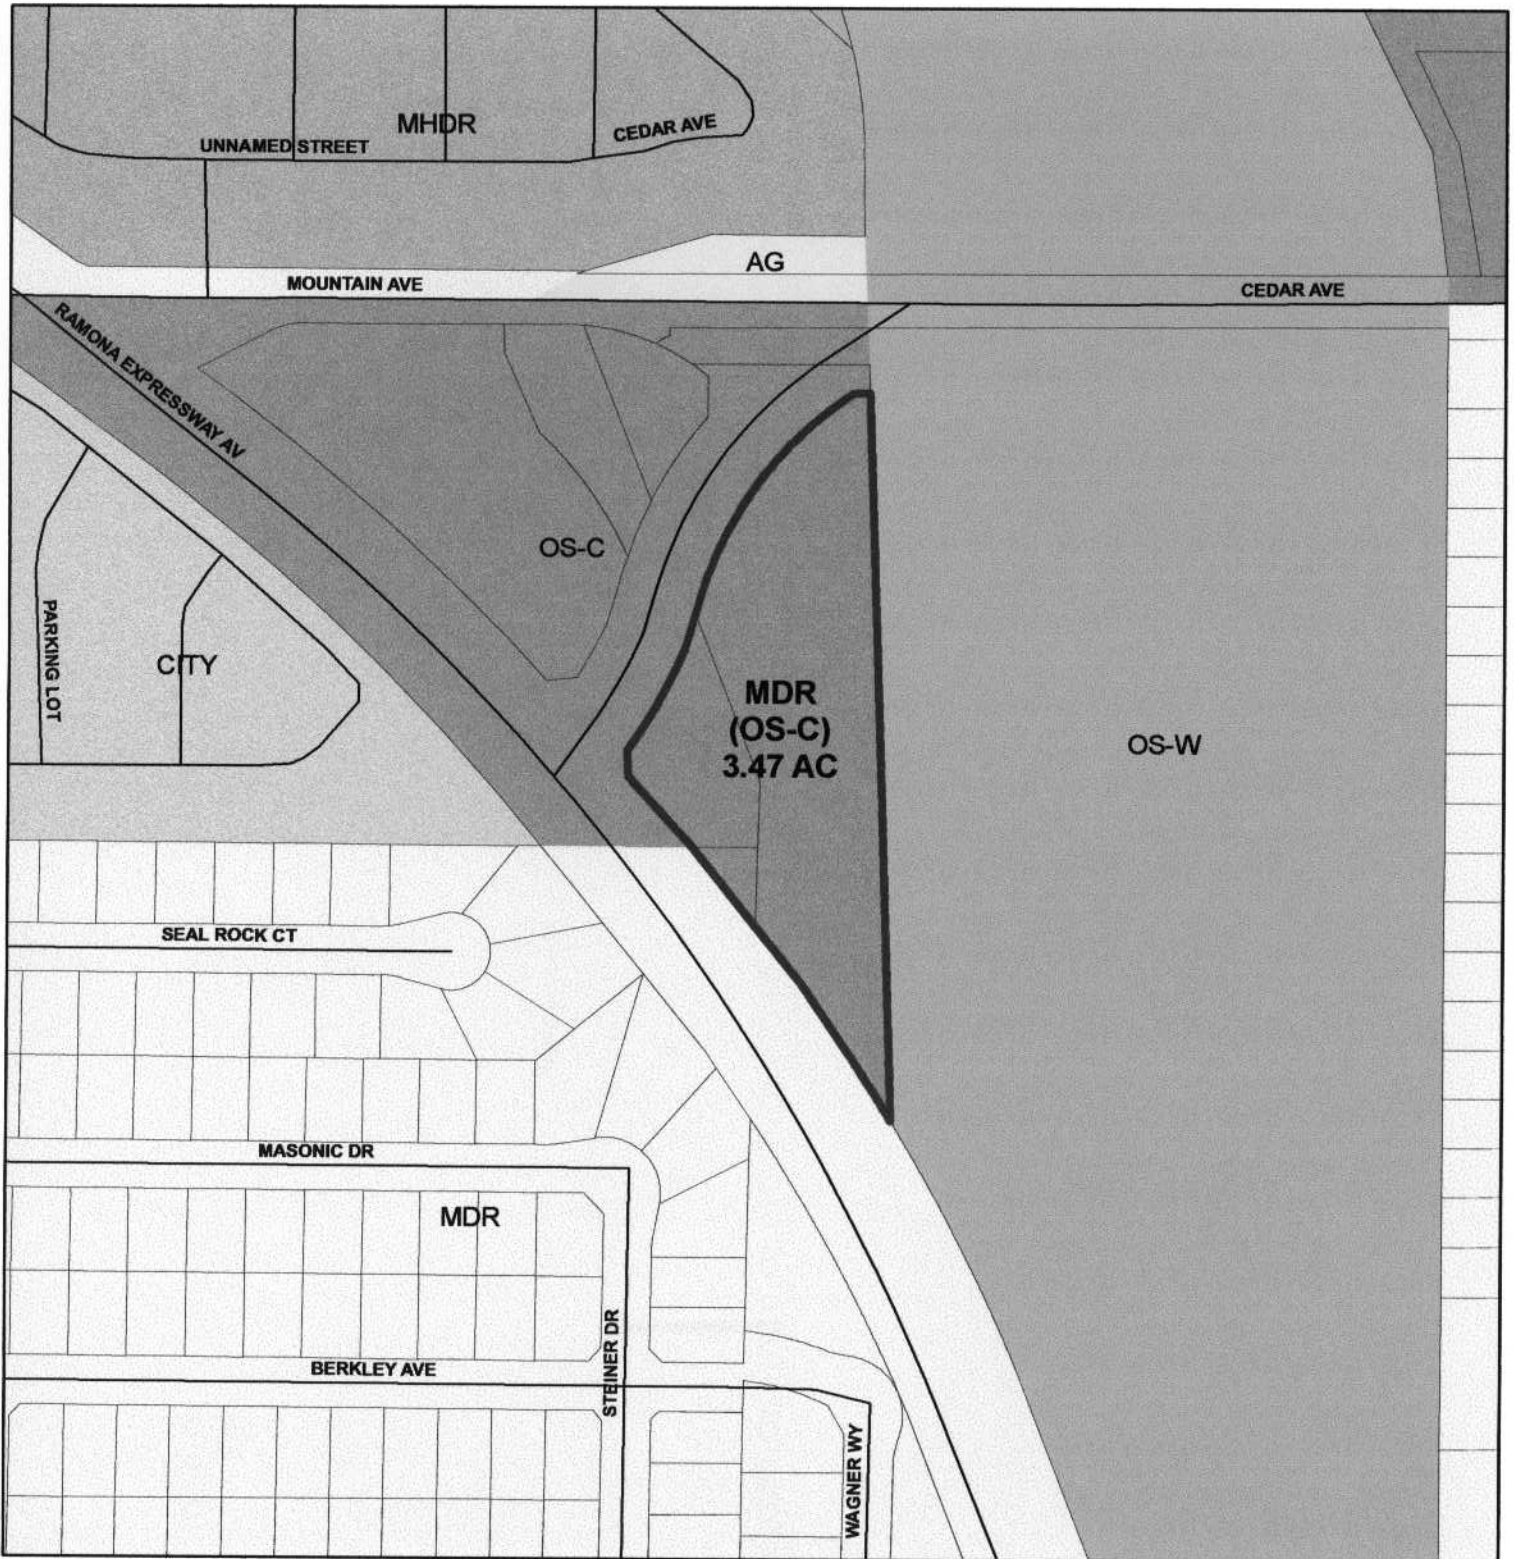 MHDR
CEDAR AVE
UNNAMED STREET
AG
MOUNTAIN AVE
CEDAR AVE
RAMONA EXPRESSWAY AV
OS-C
PARKING LOT
CITY
MDR
(OS-C)
3.47 AC
OS-W
SEAL ROCK CT
MASONIC DR
MDR
STEINER DR
BERKLEY AVE
WAGNER WY